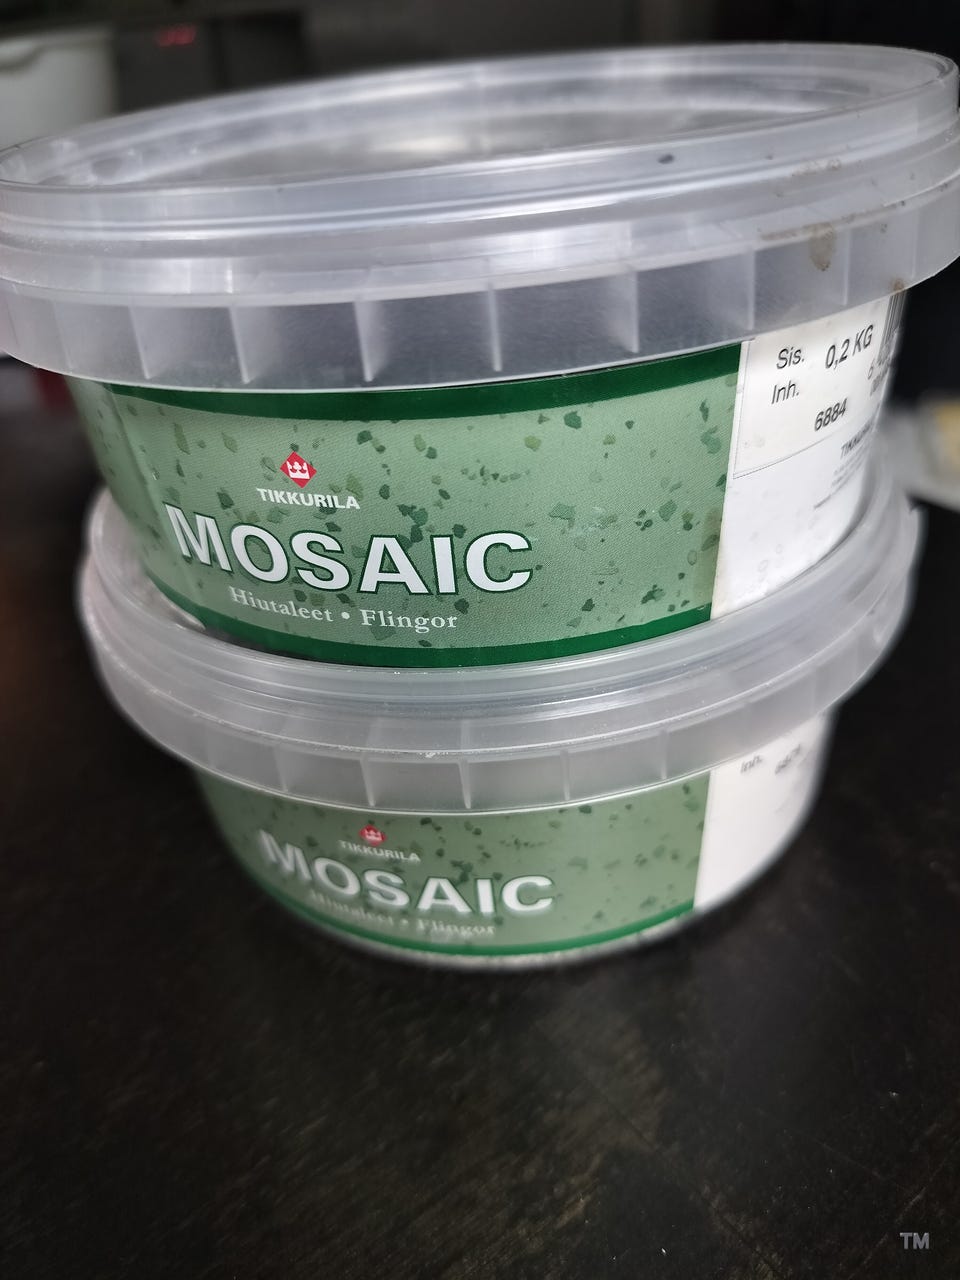 Sis. 0,2 KG
Inh.
6884
TIKKURILA
MOSAIC
Hiutaleet • Flingor
Inh.
TIKKURILA
MOSAIC
Hiutaleet • Flingor
TM